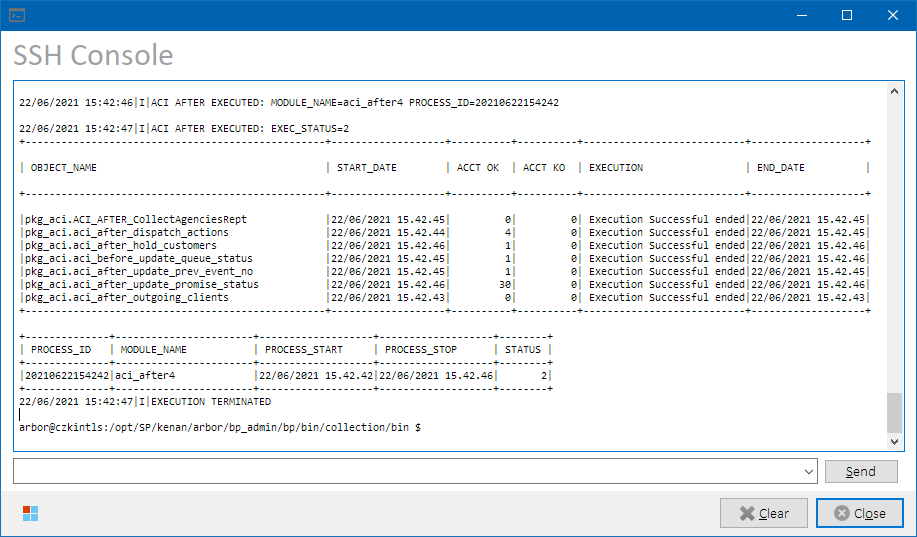 SSH Console
22/06/2021 15:42:46|I|ACI AFTER EXECUTED: MODULE_NAME=aci_after4 PROCESS_ID=20210622154242
22/06/2021 15:42:47|I|ACI AFTER EXECUTED: EXEC_STATUS=2
+--------------------------------------------------+-------------------+----------+----------+---------------------------+-------------------+
| OBJECT_NAME | START_DATE | ACCT OK | ACCT KO | EXECUTION | END_DATE |
+--------------------------------------------------+-------------------+----------+----------+---------------------------+-------------------+
|pkg_aci.ACI_AFTER_CollectAgenciesRept |22/06/2021 15.42.45| 0| 0| Execution Successful ended|22/06/2021 15.42.45|
|pkg_aci.aci_after_dispatch_actions |22/06/2021 15.42.44| 4| 0| Execution Successful ended|22/06/2021 15.42.45|
|pkg_aci.aci_after_hold_customers |22/06/2021 15.42.46| 1| 0| Execution Successful ended|22/06/2021 15.42.46|
|pkg_aci.aci_before_update_queue_status |22/06/2021 15.42.45| 1| 0| Execution Successful ended|22/06/2021 15.42.46|
|pkg_aci.aci_after_update_prev_event_no |22/06/2021 15.42.45| 1| 0| Execution Successful ended|22/06/2021 15.42.45|
|pkg_aci.aci_after_update_promise_status |22/06/2021 15.42.46| 30| 0| Execution Successful ended|22/06/2021 15.42.46|
|pkg_aci.aci_after_outgoing_clients |22/06/2021 15.42.43| 0| 0| Execution Successful ended|22/06/2021 15.42.43|
+--------------------------------------------------+-------------------+----------+----------+---------------------------+-------------------+
+--------------+-----------------------+-------------------+-------------------+--------+
| PROCESS_ID | MODULE_NAME | PROCESS_START | PROCESS_STOP | STATUS |
+--------------+-----------------------+-------------------+-------------------+--------+
|20210622154242|aci_after4 |22/06/2021 15.42.42|22/06/2021 15.42.46| 2|
+--------------+-----------------------+-------------------+-------------------+--------+
22/06/2021 15:42:47|I|EXECUTION TERMINATED
arbor@czkintls:/opt/SP/kenan/arbor/bp_admin/bp/bin/collection/bin $
Send
Clear
Close